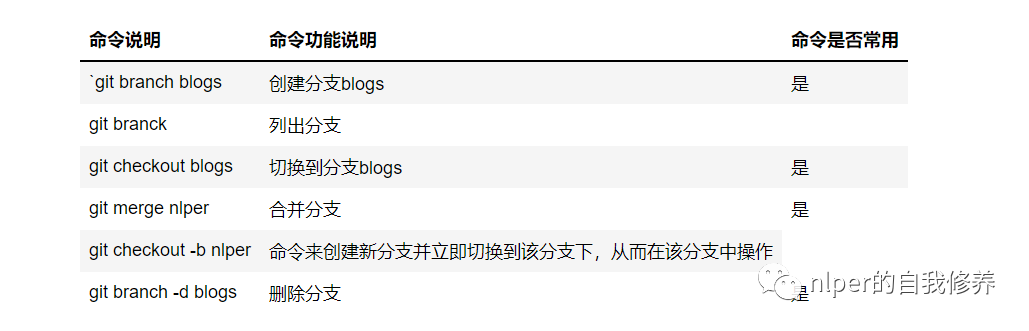 命令说明 命令功能说明 命令是否常用
`git branch blogs 创建分支blogs 是
git branck 列出分支
git checkout blogs 切换到分支blogs 是
git merge nlper 合并分支 是
git checkout -b nlper 命令来创建新分支并立即切换到该分支下，从而在该分支中操作
git branch -d blogs 删除分支 是
nlper的自我修养